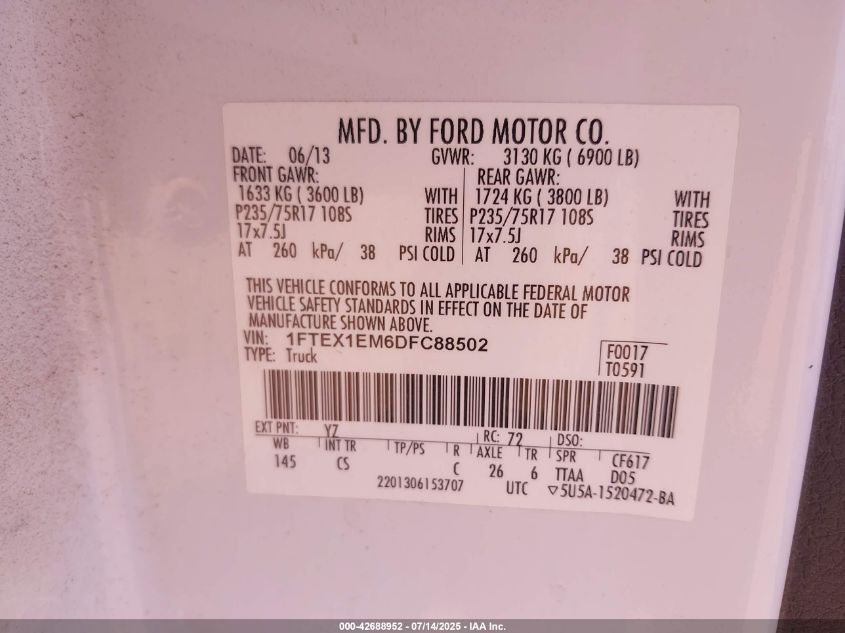 MFD. BY FORD MOTOR CO.
DATE: 06/13 GVWR: 3130 KG ( 6900 LB)
FRONT GAWR: REAR GAWR:
1633 KG ( 3600 LB) WITH 1724 KG ( 3800 LB) WITH
P235/75R17 108S TIRES P235/75R17 108S TIRES
17x7.5J RIMS 17x7.5J RIMS
AT 260 kPa/ 38 PSI COLD AT 260 kPa/ 38 PSI COLD
THIS VEHICLE CONFORMS TO ALL APPLICABLE FEDERAL MOTOR
VEHICLE SAFETY STANDARDS IN EFFECT ON THE DATE OF
MANUFACTURE SHOWN ABOVE.
VIN: 1FTEX1EM6DFC88502
TYPE: Truck
F0017
T0591
EXT PNT: YZ RC: 72 DSO:
WB INT TR TP/PS R AXLE TR SPR CF617
145 CS C 26 6 TTAA D05
2201306153707 UTC ▽5U5A-1520472-BA
000-42688952 - 07/14/2025 - IAA Inc.